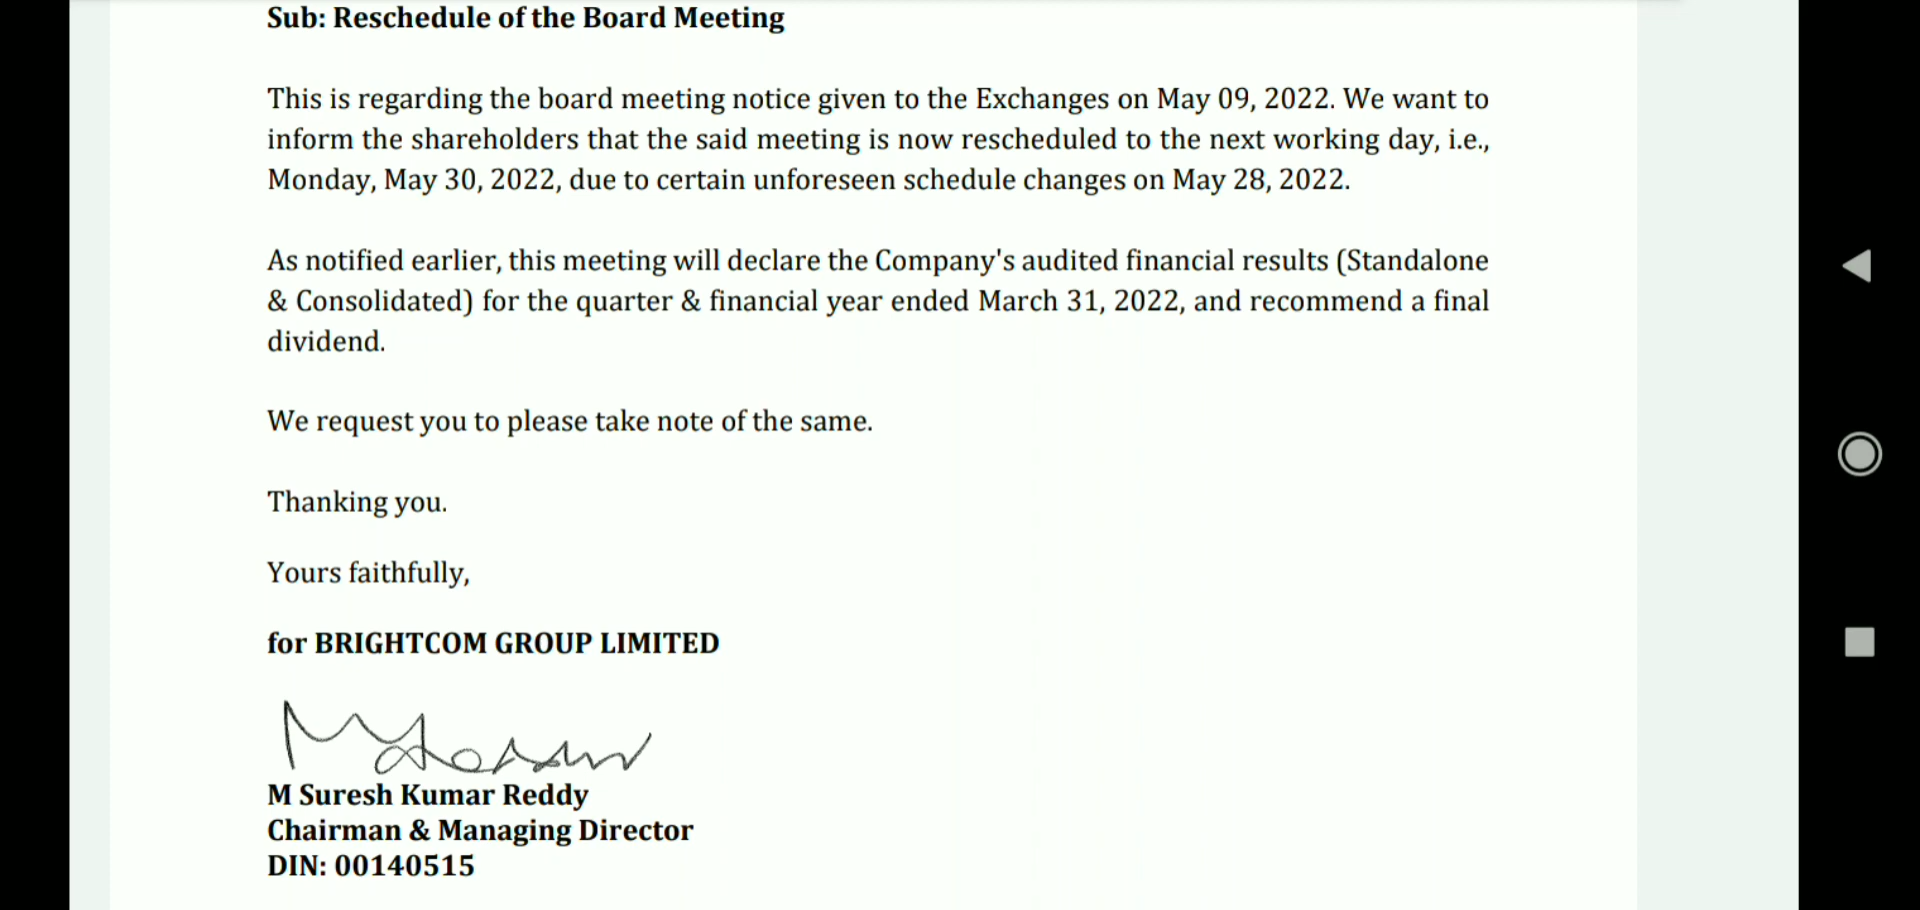 Sub: Reschedule of the Board Meeting
This is regarding the board meeting notice given to the Exchanges on May 09, 2022. We want to
inform the shareholders that the said meeting is now rescheduled to the next working day, i.e.,
Monday, May 30, 2022, due to certain unforeseen schedule changes on May 28, 2022.
As notified earlier, this meeting will declare the Company's audited financial results (Standalone
& Consolidated) for the quarter & financial year ended March 31, 2022, and recommend a final
dividend.
We request you to please take note of the same.
Thanking you.
Yours faithfully,
for BRIGHTCOM GROUP LIMITED
M Suresh Kumar Reddy
Chairman & Managing Director
DIN: 00140515